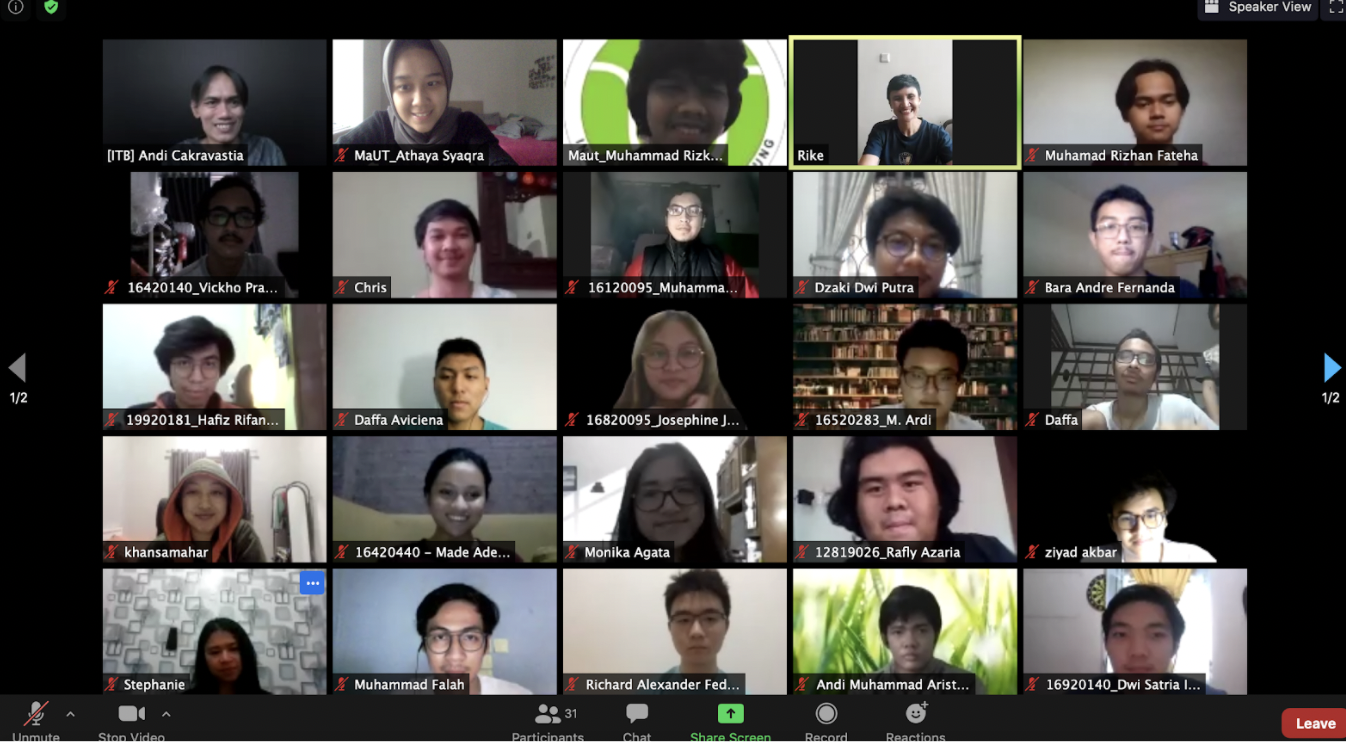 Speaker View
[ITB] Andi Cakravastia
MaUT_Athaya Syaqra
Maut_Muhammad Rizk...
Rike
Muhamad Rizhan Fateha
16420140_Vickho Pra...
Chris
16120095_Muhamma...
Dzaki Dwi Putra
Bara Andre Fernanda
1/2
1/2
19920181_Hafiz Rifan...
Daffa Aviciena
16820095_Josephine J...
16520283_M. Ardi
Daffa
khansamahar
16420440 – Made Ade...
Monika Agata
12819026_Rafly Azaria
ziyad akbar
Stephanie
Muhammad Falah
Richard Alexander Fed...
Andi Muhammad Arist...
16920140_Dwi Satria I...
31
Unmute
Stop Video
Participants
Chat
Share Screen
Record
Reactions
Leave